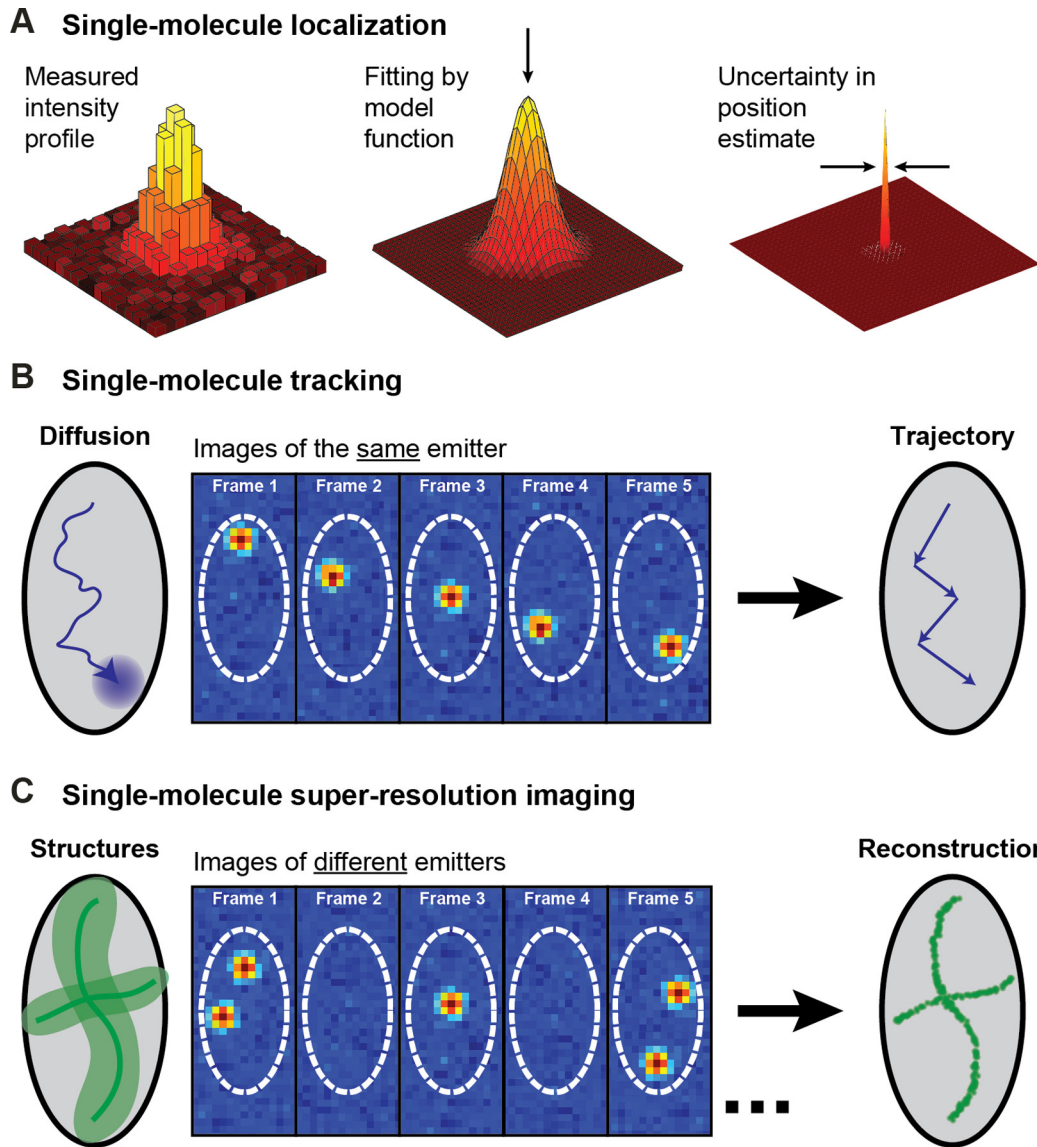 A Single-molecule localization
Measured
intensity
profile
Fitting by
model
function
Uncertainty in
position
estimate
B Single-molecule tracking
Diffusion
Images of the same emitter
Frame 1 Frame 2 Frame 3 Frame 4 Frame 5
Trajectory
C Single-molecule super-resolution imaging
Structures
Images of different emitters
Frame 1 Frame 2 Frame 3 Frame 4 Frame 5
Reconstruction